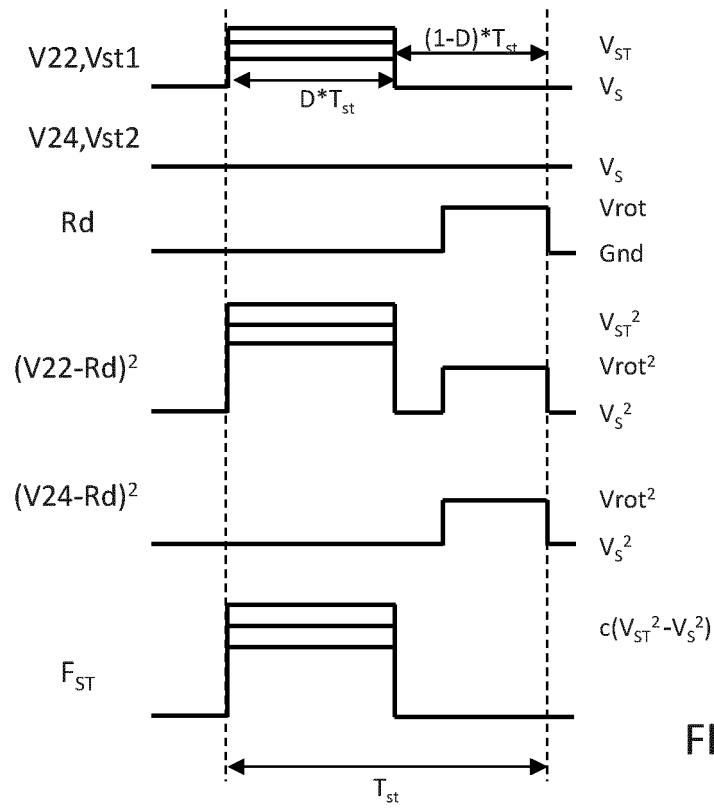 V22,Vst1
(1-D)*Tst
VST
D*Tst
VS
V24,Vst2
VS
Rd
Vrot
Gnd
(V22-Rd)²
VST²
Vrot²
VS²
(V24-Rd)²
Vrot²
VS²
FST
c(VST²-VS²)
FI
Tst